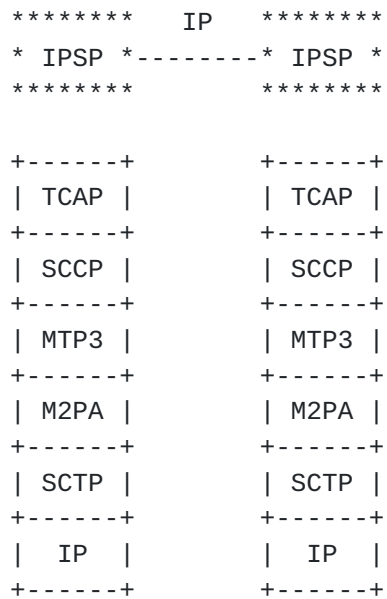 ********   IP   ********
* IPSP *--------* IPSP *
********        ********

+------+        +------+
| TCAP |        | TCAP |
+------+        +------+
| SCCP |        | SCCP |
+------+        +------+
| MTP3 |        | MTP3 |
+------+        +------+
| M2PA |        | M2PA |
+------+        +------+
| SCTP |        | SCTP |
+------+        +------+
|  IP  |        |  IP  |
+------+        +------+